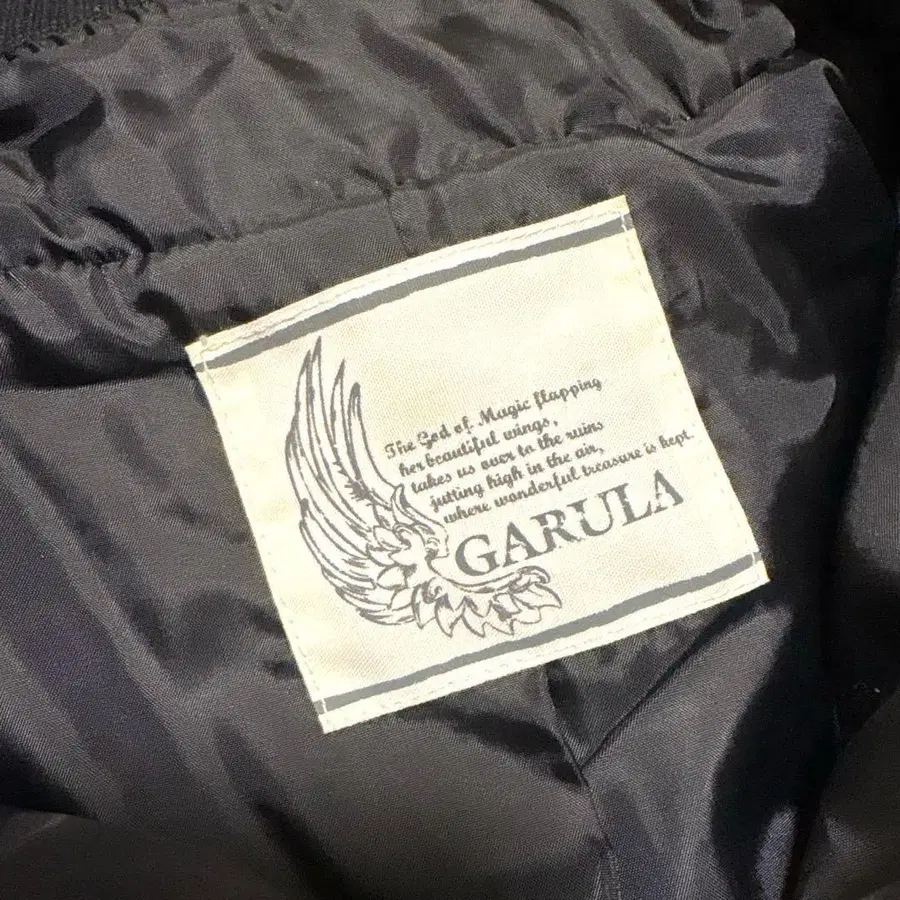 The God of Magic flapping
her beautiful wings,
takes us over to the ruins
jutting high in the air,
where wonderful treasure is kept.
GARULA